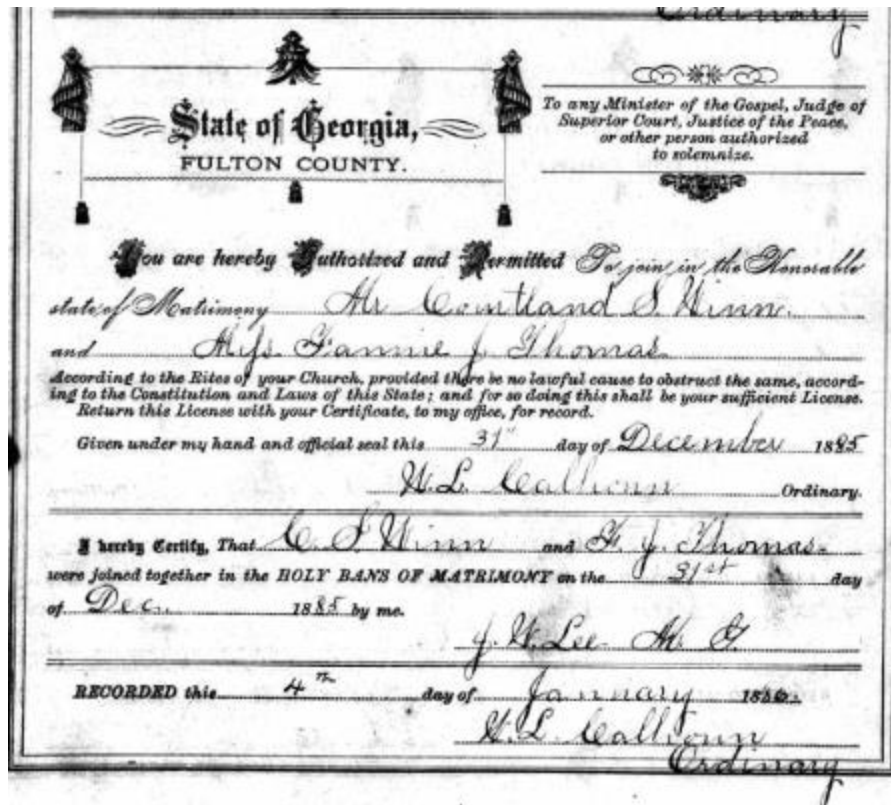 Ordinary
State of Georgia,
FULTON COUNTY.
To any Minister of the Gospel, Judge of
Superior Court, Justice of the Peace,
or other person authorized
to solemnize.
You are hereby Authorized and Permitted To join in the Honorable
state of Matrimony Mr Courtland S. Winn.
and Miss Fannie J Thomas
According to the Rites of your Church, provided there be no lawful cause to obstruct the same, accord-
ing to the Constitution and Laws of this State; and for so doing this shall be your sufficient License.
Return this License with your Certificate, to my office, for record.
Given under my hand and official seal this 31st day of December 1885
W. L. Calhoun Ordinary.
I hereby Certify, That C. S Winn and F. J. Thomas
were joined together in the HOLY BANS OF MATRIMONY on the 31st day
of Dec. 1885 by me.
J. W. Lee M. G.
RECORDED this 4th day of January 1886.
W. L. Calhoun
Ordinary